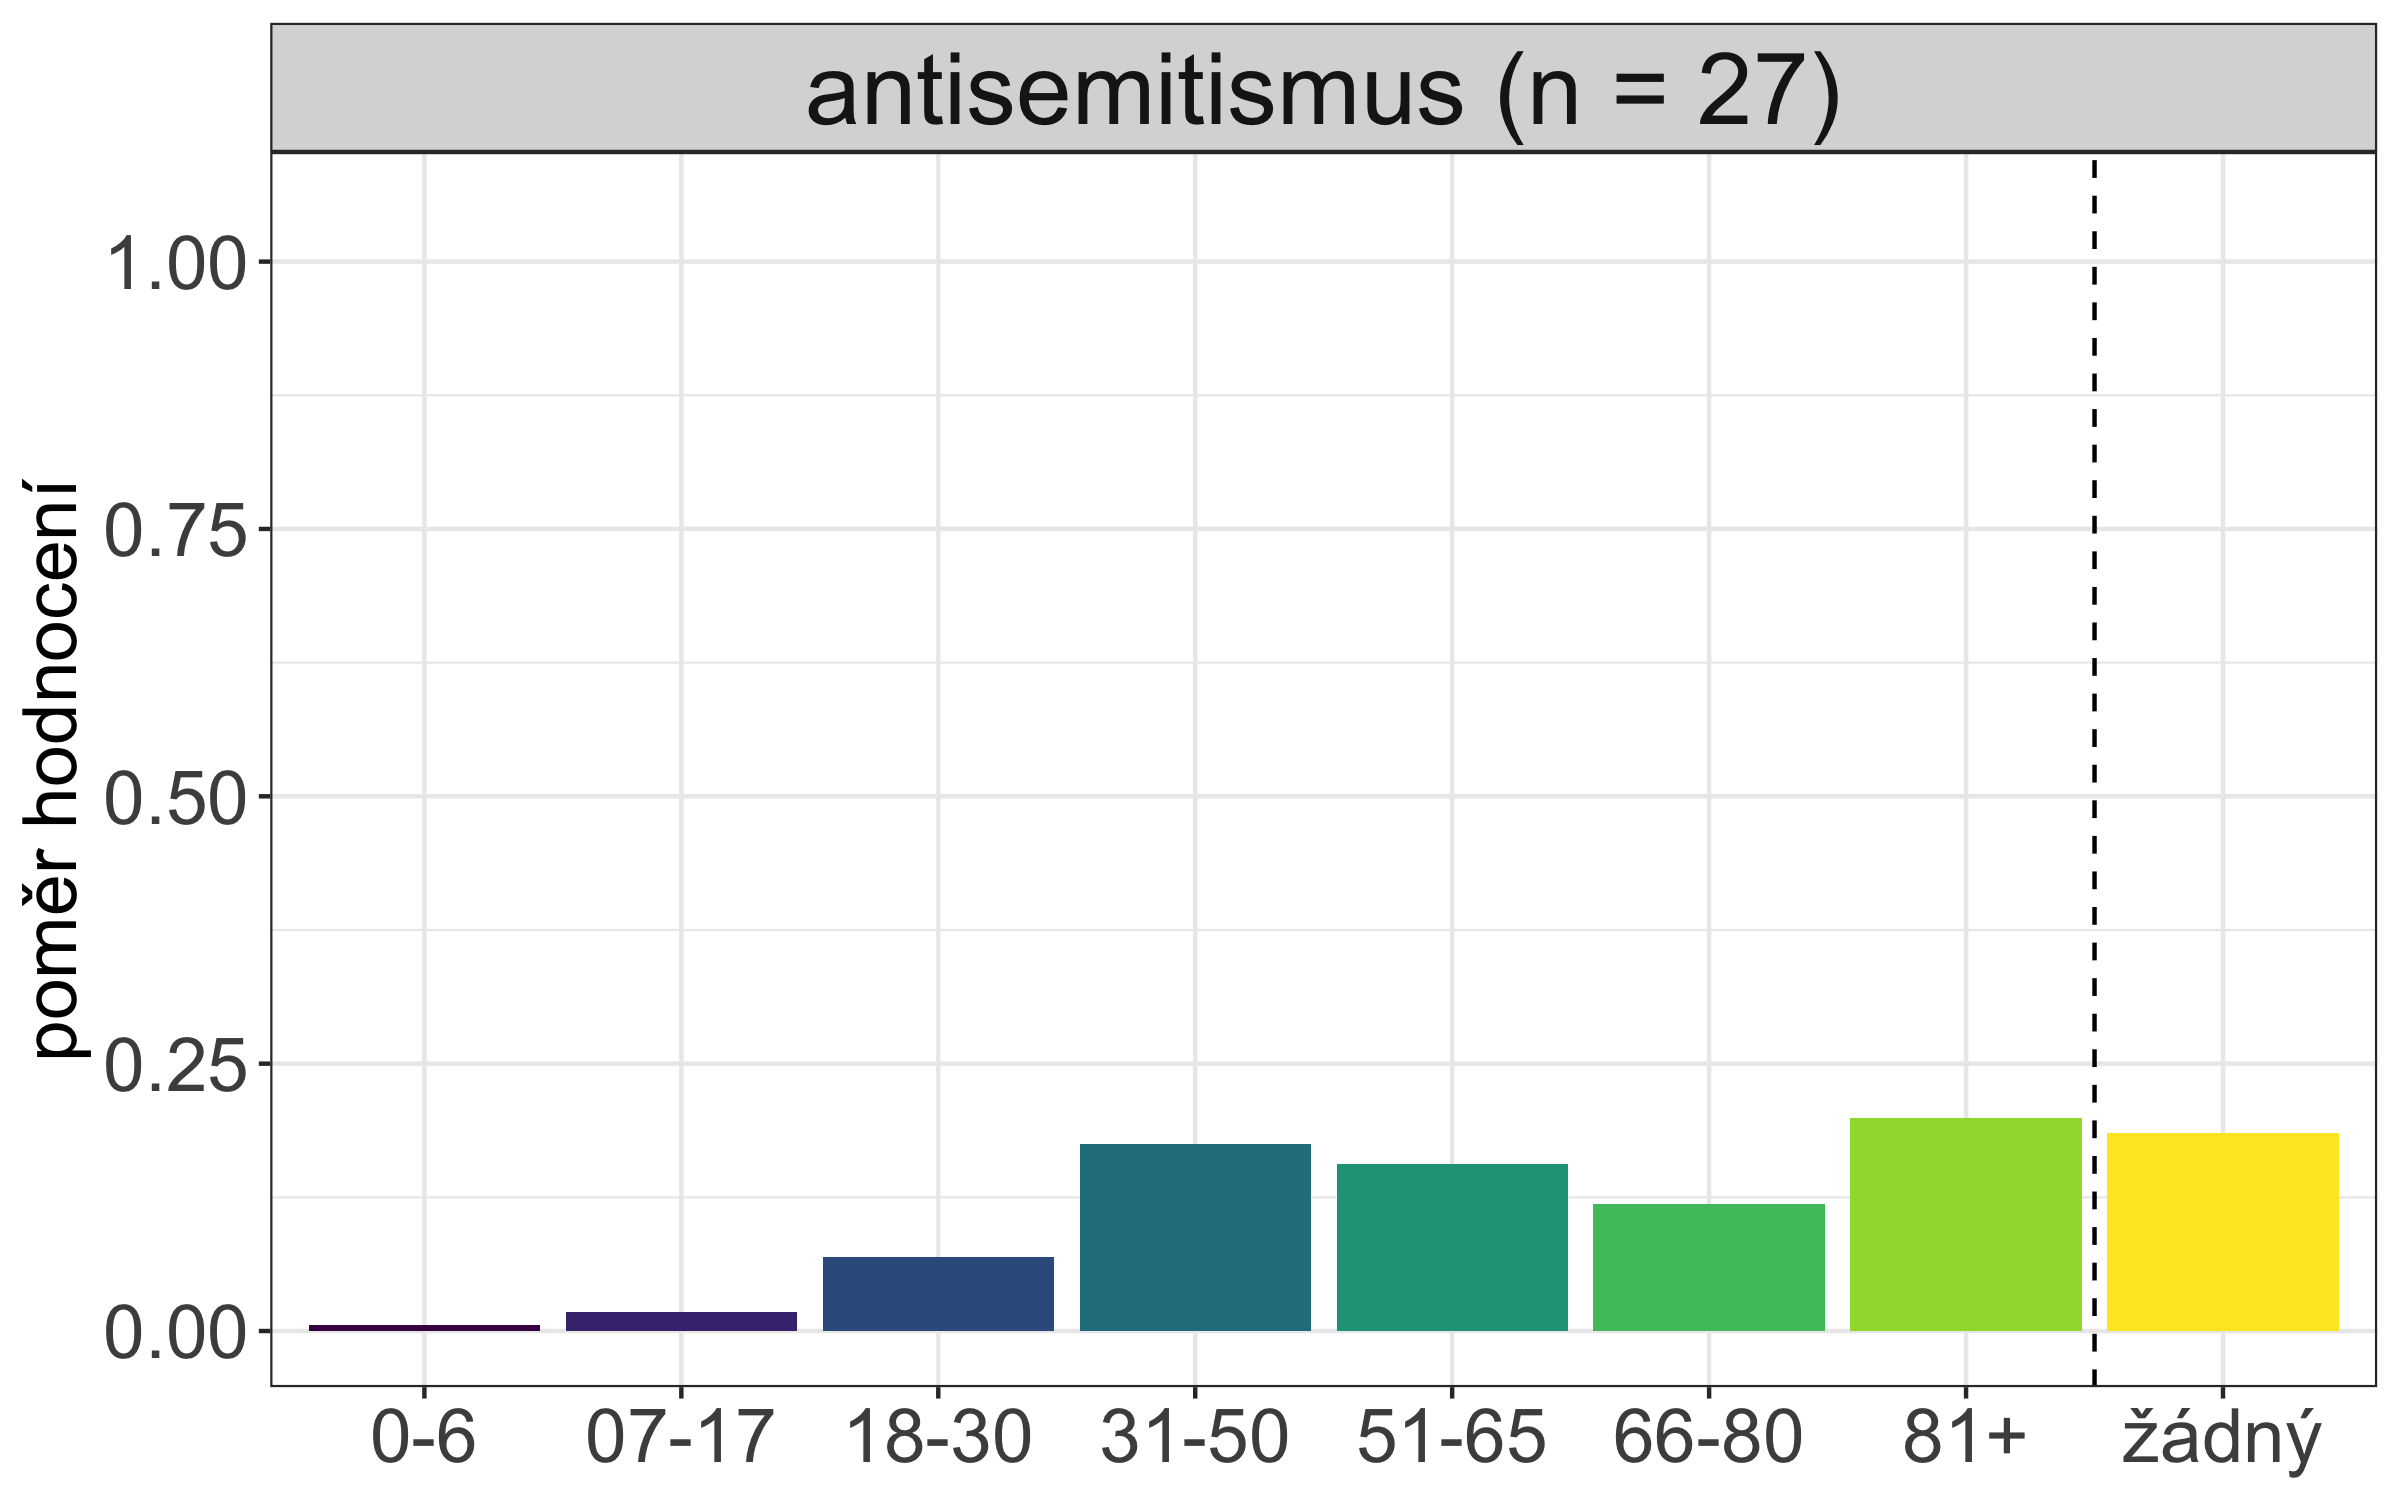 antisemitismus (n = 27)
poměr hodnocení
1.00
0.75
0.50
0.25
0.00
0-6 07-17 18-30 31-50 51-65 66-80 81+ žádný